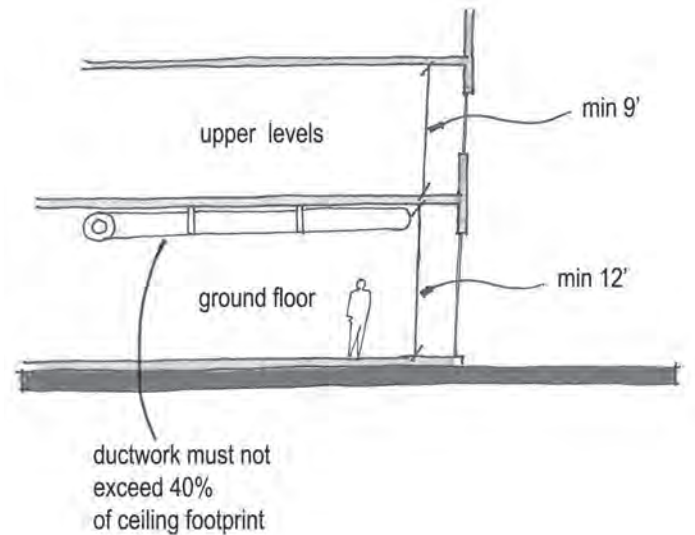 upper levels
min 9'
ground floor
min 12'
ductwork must not
exceed 40%
of ceiling footprint